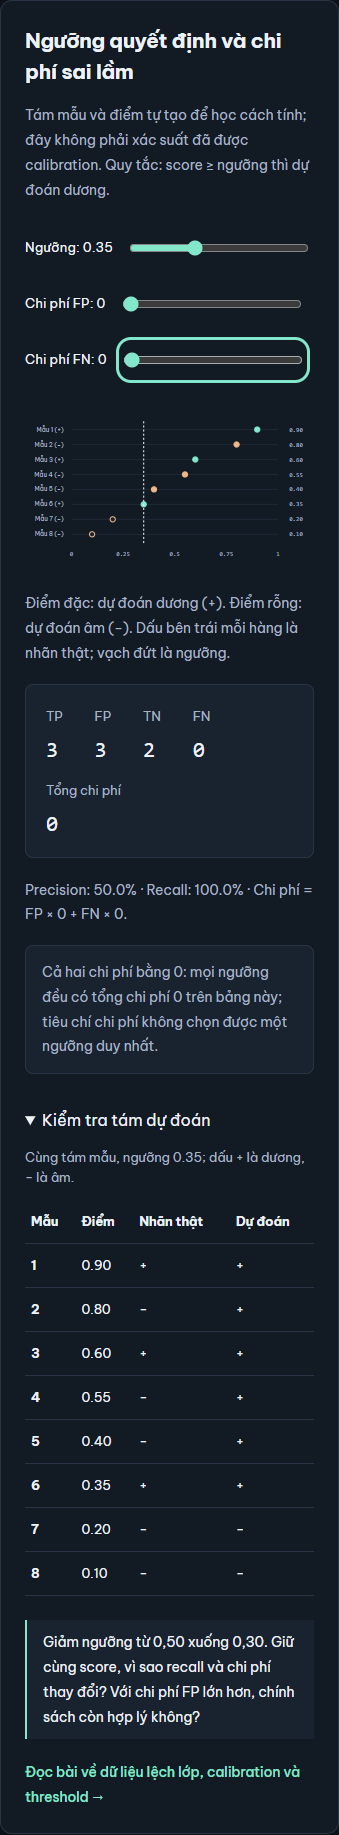 Ngưỡng quyết định và chi
phí sai lầm
Tám mẫu và điểm tự tạo để học cách tính;
đây không phải xác suất đã được
calibration. Quy tắc: score ≥ ngưỡng thì dự
đoán dương.
Ngưỡng: 0.35
Chi phí FP: 0
Chi phí FN: 0
Mẫu 1 (+) 0.90
Mẫu 2 (−) 0.80
Mẫu 3 (+) 0.60
Mẫu 4 (−) 0.55
Mẫu 5 (−) 0.40
Mẫu 6 (+) 0.35
Mẫu 7 (−) 0.20
Mẫu 8 (−) 0.10
0 0.25 0.5 0.75 1
Điểm đặc: dự đoán dương (+). Điểm rỗng:
dự đoán âm (−). Dấu bên trái mỗi hàng là
nhãn thật; vạch đứt là ngưỡng.
TP FP TN FN
3 3 2 0
Tổng chi phí
0
Precision: 50.0% · Recall: 100.0% · Chi phí =
FP × 0 + FN × 0.
Cả hai chi phí bằng 0: mọi ngưỡng
đều có tổng chi phí 0 trên bảng này;
tiêu chí chi phí không chọn được một
ngưỡng duy nhất.
▼ Kiểm tra tám dự đoán
Cùng tám mẫu, ngưỡng 0.35; dấu + là dương,
− là âm.
Mẫu Điểm Nhãn thật Dự đoán
1 0.90 + +
2 0.80 − +
3 0.60 + +
4 0.55 − +
5 0.40 − +
6 0.35 + +
7 0.20 − −
8 0.10 − −
Giảm ngưỡng từ 0,50 xuống 0,30. Giữ
cùng score, vì sao recall và chi phí
thay đổi? Với chi phí FP lớn hơn, chính
sách còn hợp lý không?
Đọc bài về dữ liệu lệch lớp, calibration và
threshold →